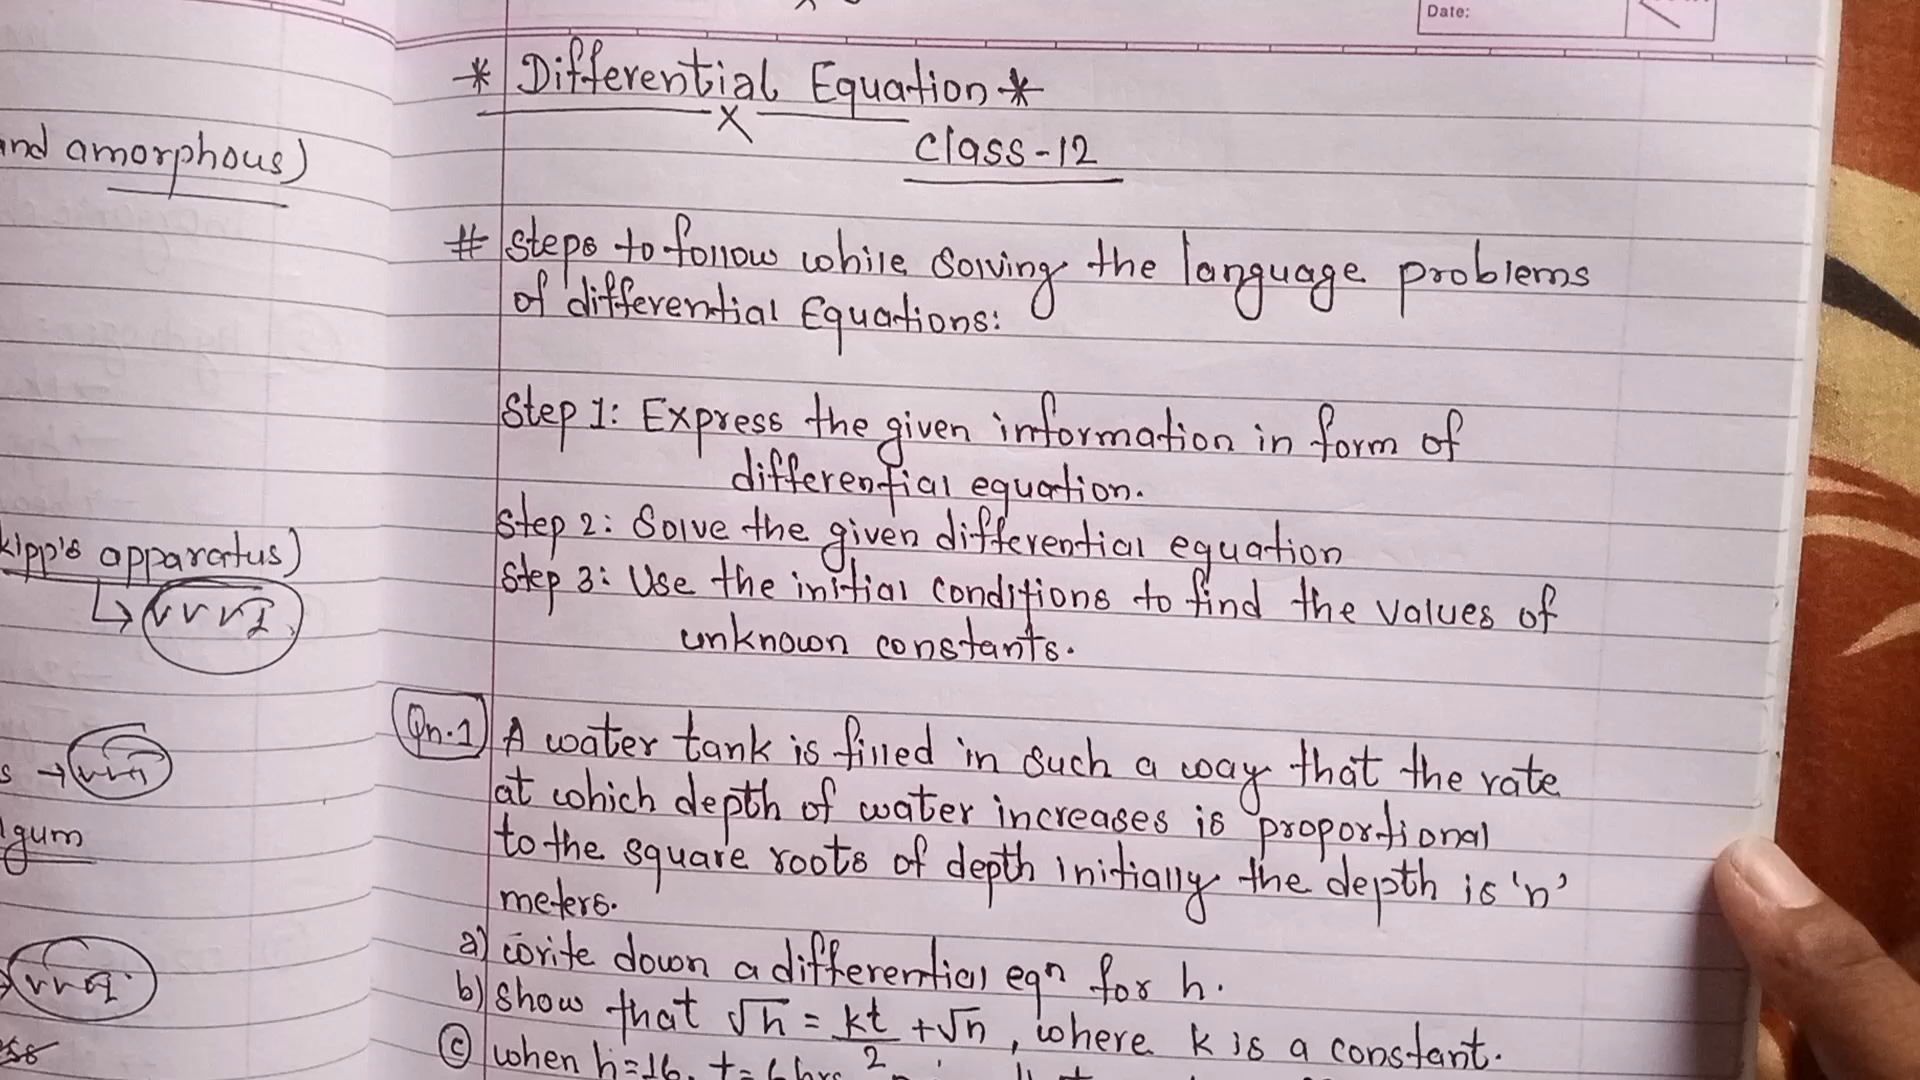 Date:
* Differential Equation *
X
Class-12
and amorphous)
# Steps to follow while solving the language problems
of differential Equations:
Step 1: Express the given information in form of
differential equation.
Step 2: Solve the given differential equation
Step 3: Use the initial conditions to find the values of
unknown constants.
kipp's apparatus)
Qn.1 A water tank is filled in such a way that the rate
at which depth of water increases is proportional
to the square roots of depth initially the depth is 'n'
meters.
gum
a) write down a differential eqn for h.
b) show that √h = kt/2 + √n, where k is a constant.
c) when h=16, t=6hrs